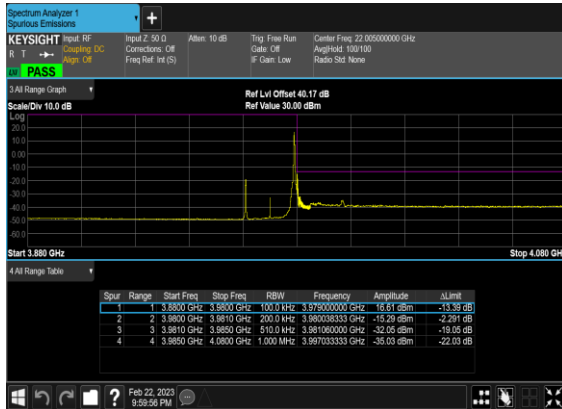 Spectrum Analyzer 1
Spurious Emissions
KEYSIGHT
R T
Input: RF
Coupling: DC
Align: Off
Input Z: 50 Ω
Corrections: Off
Freq Ref: Int (S)
Atten: 10 dB
Trig: Free Run
Gate: Off
IF Gain: Low
Center Freq: 22.005000000 GHz
Avg|Hold: 100/100
Radio Std: None
PASS
3 All Range Graph
Ref Lvl Offset 40.17 dB
Scale/Div 10.0 dB
Ref Value 30.00 dBm
Log
20.0
10.0
0.00
-10.0
-20.0
-30.0
-40.0
-50.0
-60.0
Start 3.880 GHz
Stop 4.080 GHz
4 All Range Table
Spur Range Start Freq Stop Freq RBW Frequency Amplitude ΔLimit
1 1 3.8800 GHz 3.9800 GHz 100.0 kHz 3.979000000 GHz 16.61 dBm -13.39 dB
2 2 3.9800 GHz 3.9810 GHz 200.0 kHz 3.980038333 GHz -15.29 dBm -2.291 dB
3 3 3.9810 GHz 3.9850 GHz 510.0 kHz 3.981060000 GHz -32.05 dBm -19.05 dB
4 4 3.9850 GHz 4.0800 GHz 1.000 MHz 3.997033333 GHz -35.03 dBm -22.03 dB
?
Feb 22, 2023
9:59:56 PM